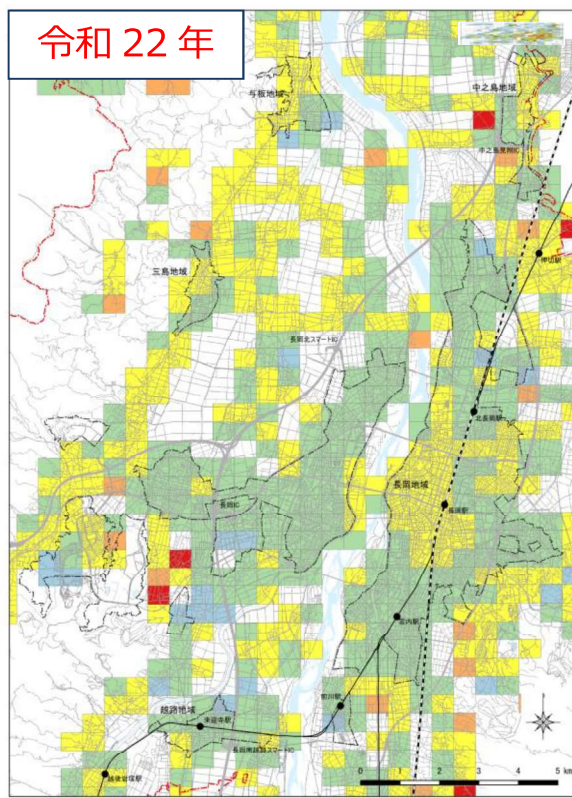 令和 22 年
与板地域
中之島地域
中之島見附IC
押切駅
三島地域
長岡北スマートIC
北長岡駅
長岡地域
長岡駅
長岡IC
宮内駅
越路地域
来迎寺駅
前川駅
長岡南越路スマートIC
越後岩塚駅
0 1 2 3 4 5 km